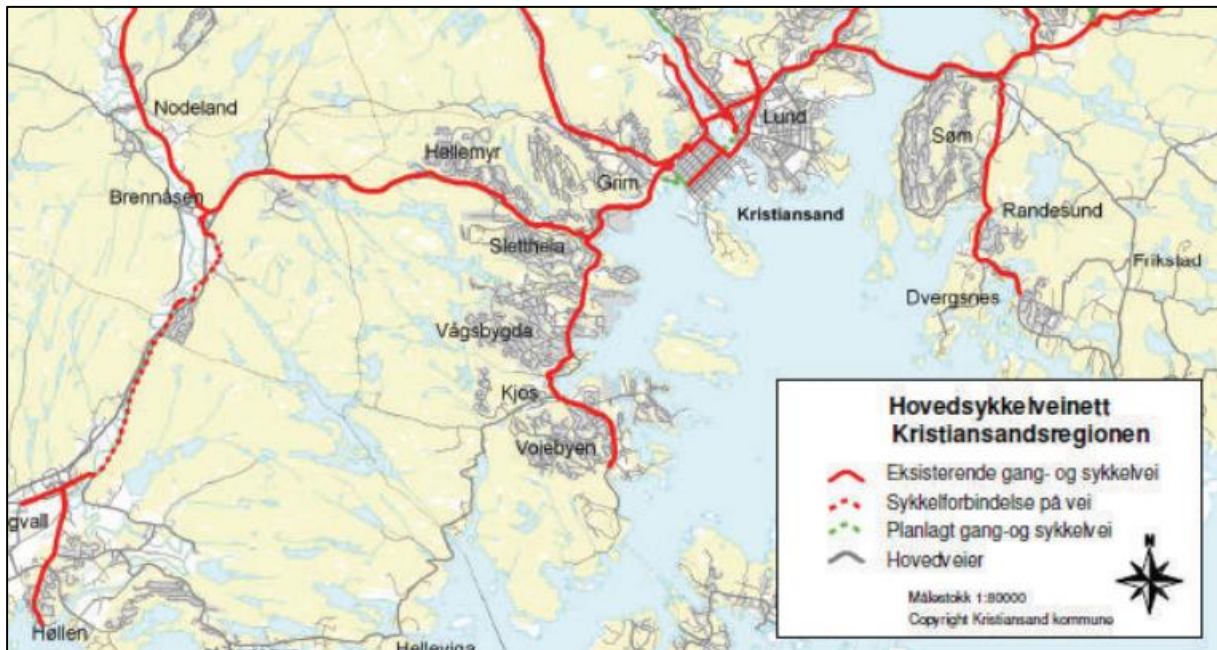 Nodeland
Lund
Hellemyr
Søm
Grim
Brennåsen
Kristiansand
Randesund
Slettheia
Frikstad
Dvergsnes
Vågsbygda
Kjos
Voiebyen
gvall
Høllen
Helleviga
Hovedsykkelveinett
Kristiansandsregionen
Eksisterende gang- og sykkelvei
Sykkelforbindelse på vei
Planlagt gang-og sykkelvei
Hovedveier
N
Målestokk 1:80000
Copyright Kristiansand kommune